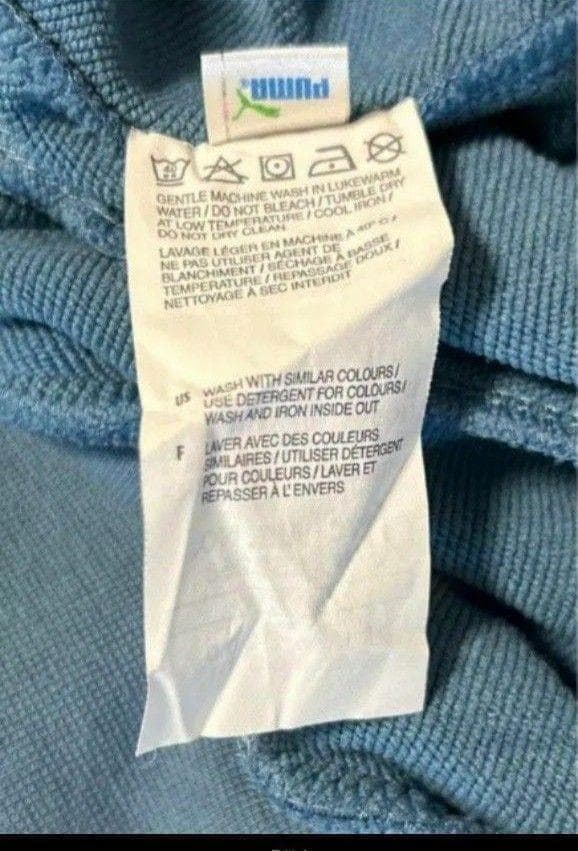 PUMA
40
GENTLE MACHINE WASH IN LUKEWARM
WATER / DO NOT BLEACH / TUMBLE DRY
AT LOW TEMPERATURE / COOL IRON /
DO NOT DRY CLEAN
LAVAGE LÉGER EN MACHINE À 40° C /
NE PAS UTILISER AGENT DE
BLANCHIMENT / SÉCHAGE À BASSE
TEMPERATURE / REPASSAGE DOUX /
NETTOYAGE À SEC INTERDIT
US WASH WITH SIMILAR COLOURS /
USE DETERGENT FOR COLOURS /
WASH AND IRON INSIDE OUT
F LAVER AVEC DES COULEURS
SIMILAIRES / UTILISER DÉTERGENT
POUR COULEURS / LAVER ET
REPASSER À L'ENVERS